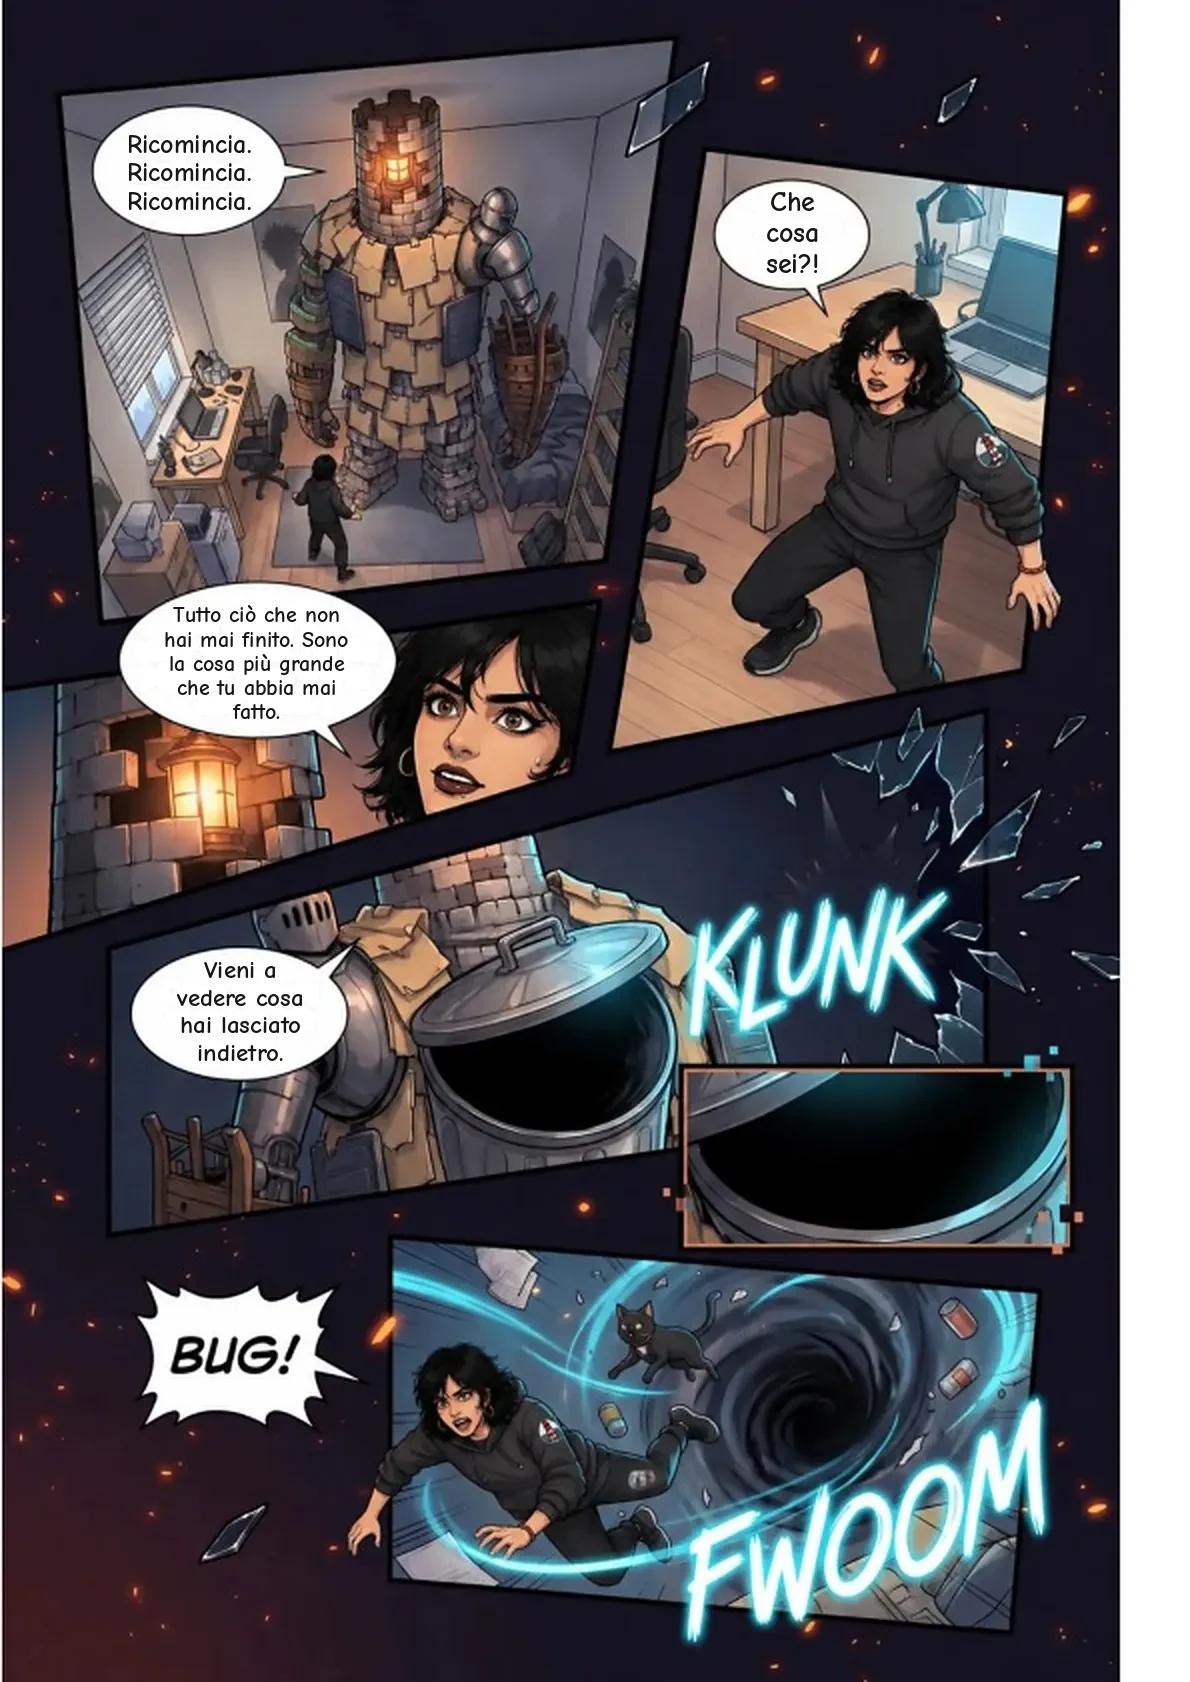 Ricomincia.
Ricomincia.
Ricomincia.
Che
cosa
sei?!
Tutto ciò che non
hai mai finito. Sono
la cosa più grande
che tu abbia mai
fatto.
KLUNK
Vieni a
vedere cosa
hai lasciato
indietro.
BUG!
FWOOM